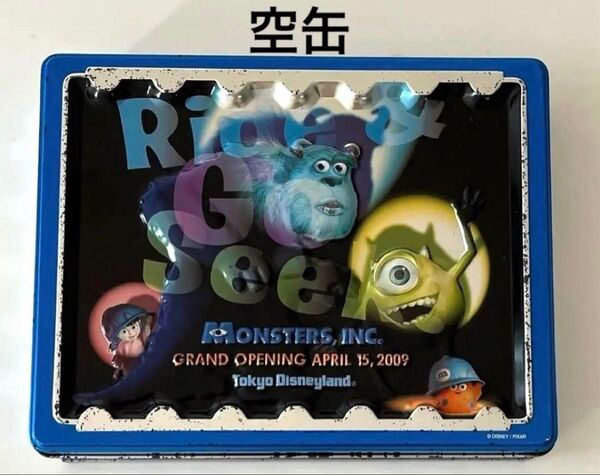 空缶
Ride &
Go
Seek
MONSTERS, INC.
GRAND OPENING APRIL 15, 2009
Tokyo Disneyland®
© DISNEY / PIXAR